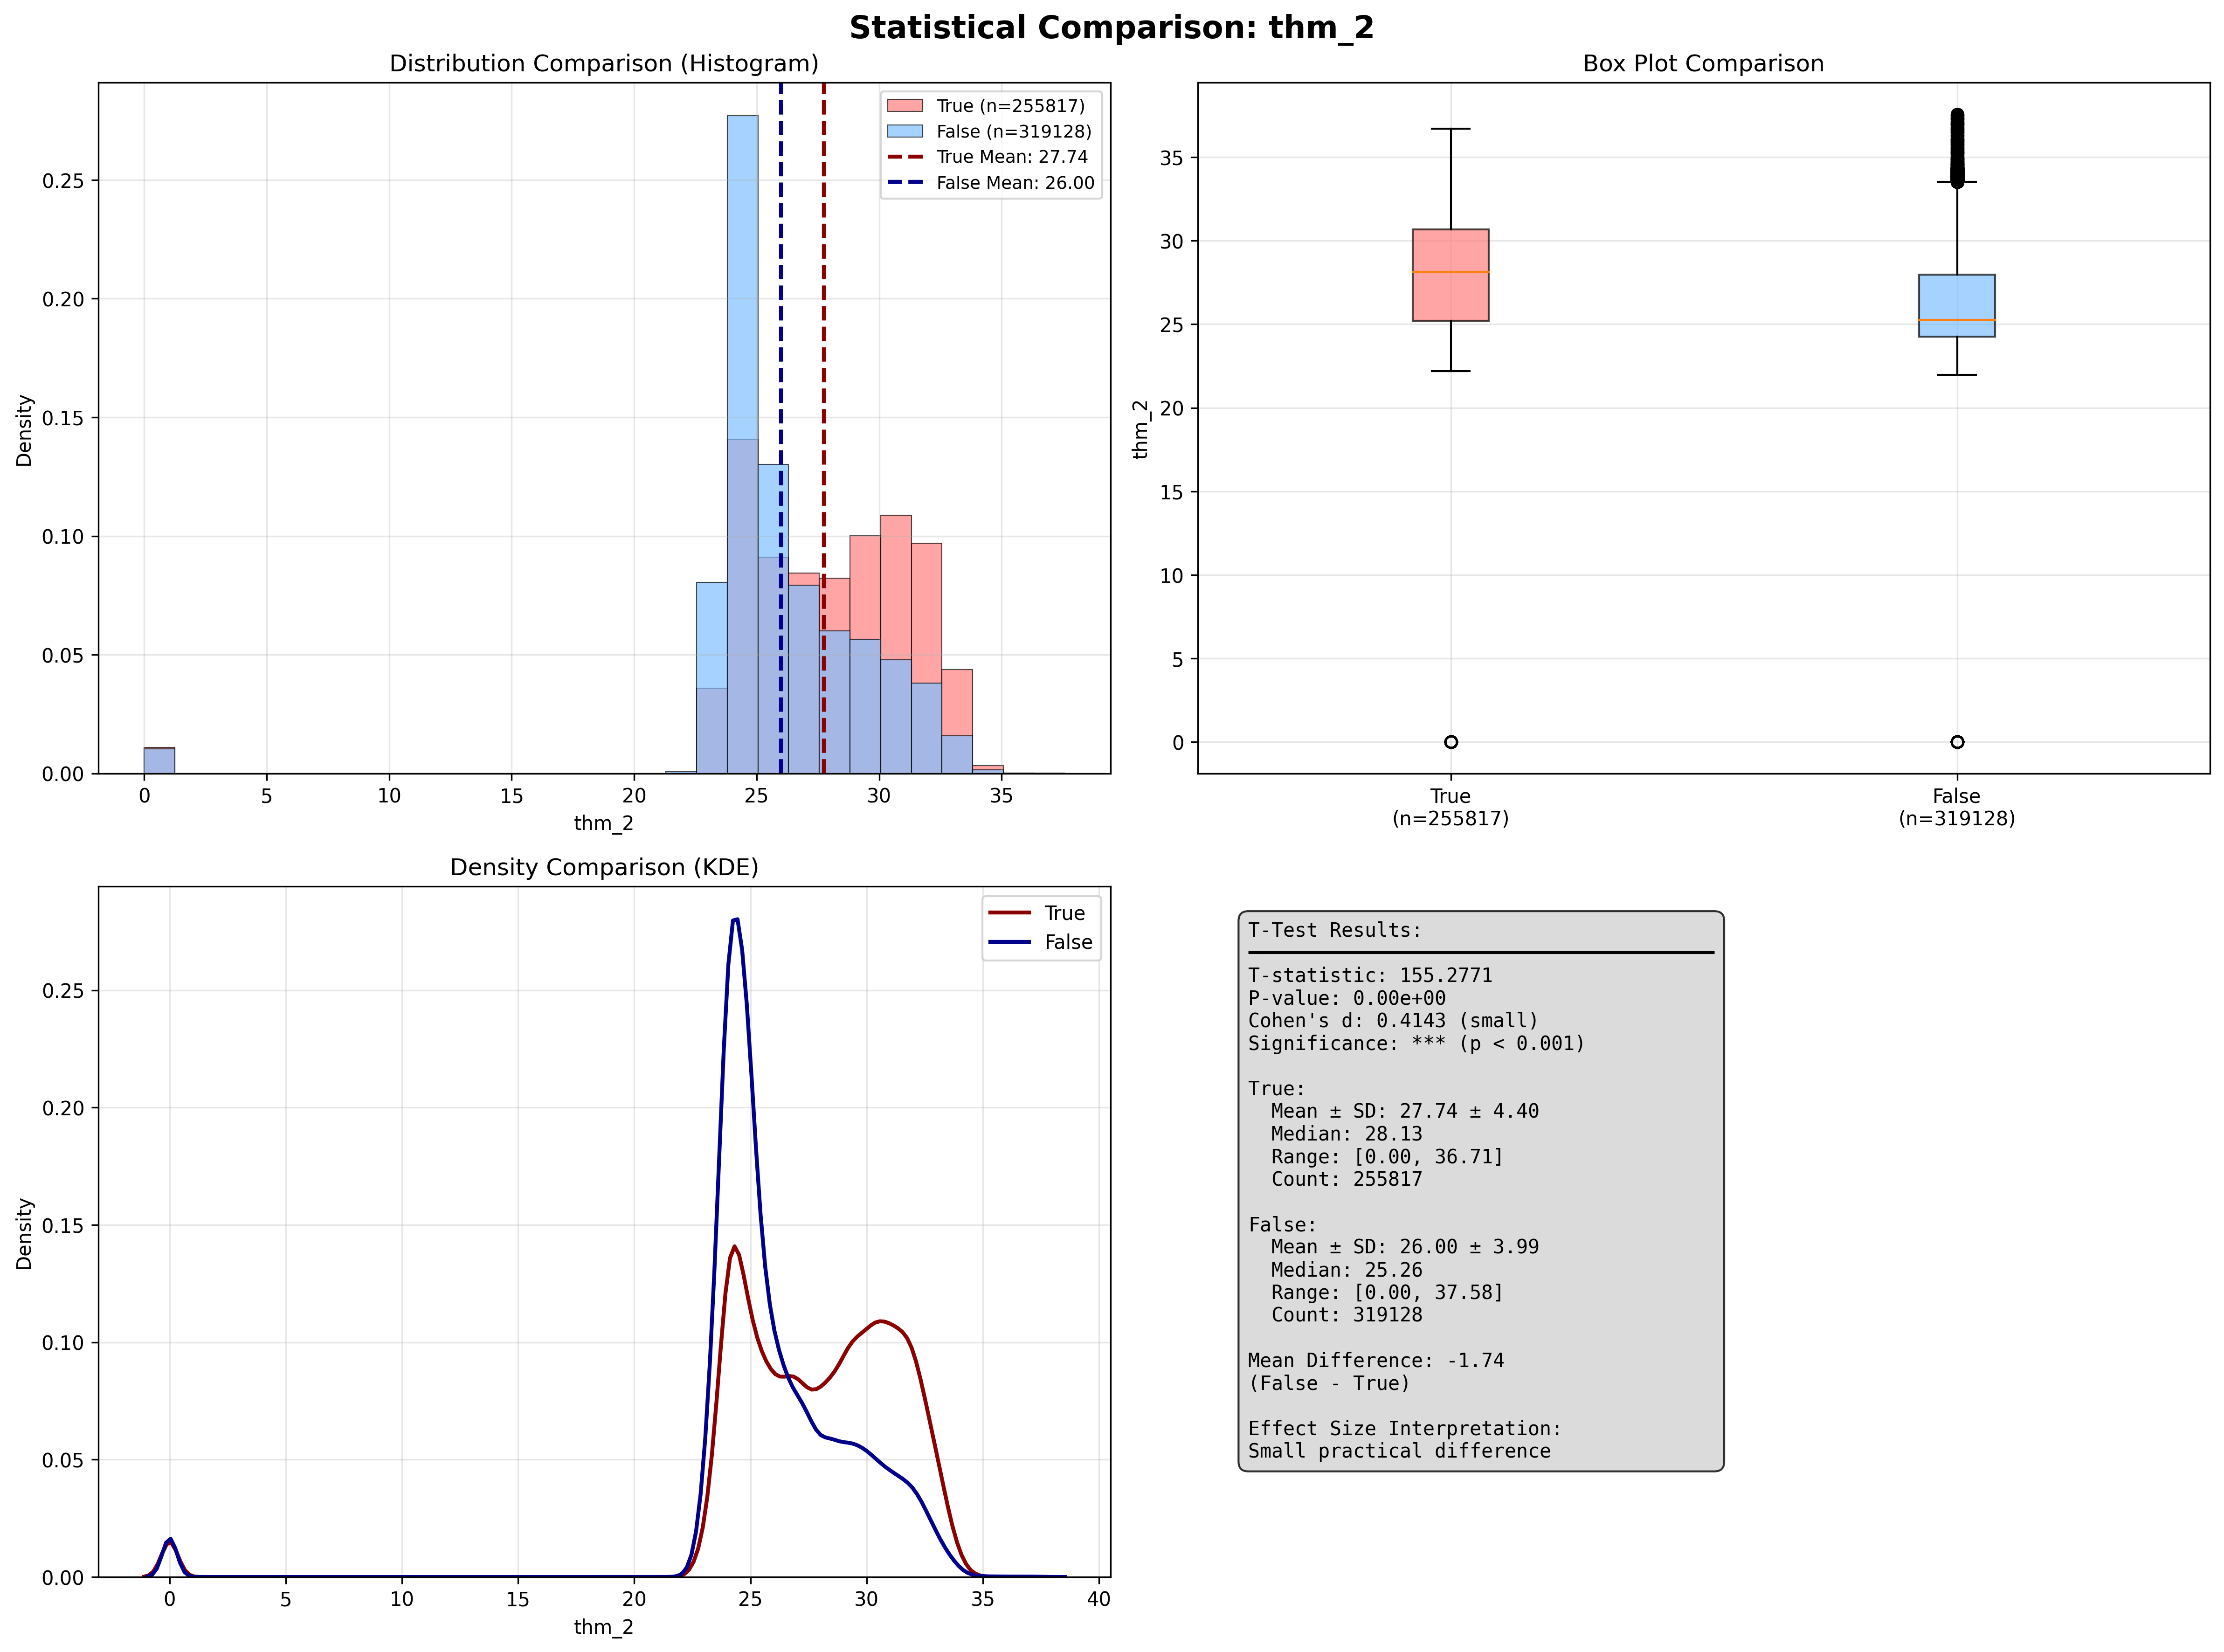 Statistical Comparison: thm_2
Distribution Comparison (Histogram)
True (n=255817)
False (n=319128)
True Mean: 27.74
False Mean: 26.00
Density
0.25
0.20
0.15
0.10
0.05
0.00
0 5 10 15 20 25 30 35
thm_2
Box Plot Comparison
thm_2
35
30
25
20
15
10
5
0
True
(n=255817)
False
(n=319128)
Density Comparison (KDE)
True
False
Density
0.25
0.20
0.15
0.10
0.05
0.00
0 5 10 15 20 25 30 35 40
thm_2
T-Test Results:
T-statistic: 155.2771
P-value: 0.00e+00
Cohen's d: 0.4143 (small)
Significance: *** (p < 0.001)
True:
Mean ± SD: 27.74 ± 4.40
Median: 28.13
Range: [0.00, 36.71]
Count: 255817
False:
Mean ± SD: 26.00 ± 3.99
Median: 25.26
Range: [0.00, 37.58]
Count: 319128
Mean Difference: -1.74
(False - True)
Effect Size Interpretation:
Small practical difference